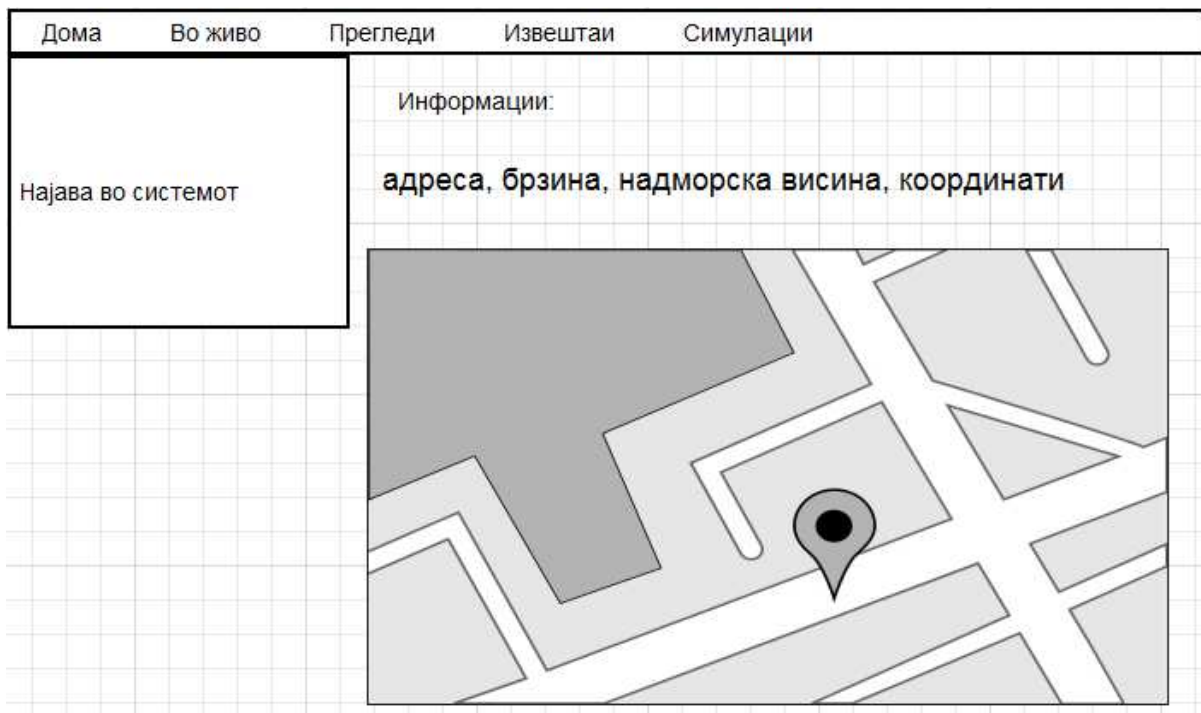 Дома Во живо Прегледи Извештаи Симулации
Најава во системот
Информации:
адреса, брзина, надморска висина, координати